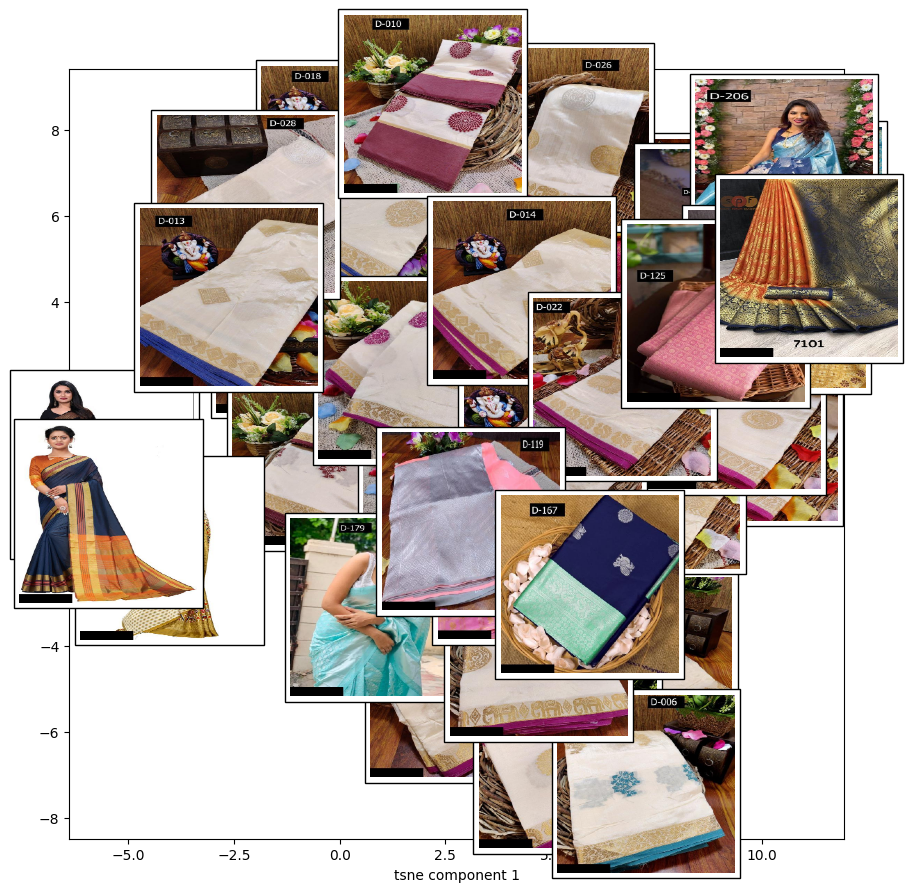 D-010
D-018
D-026
D-028
D-206
D-013
D-014
D-125
D-022
7101
D-119
D-167
D-179
D-006
8
6
4
−4
−6
−8
−5.0
−2.5
0.0
2.5
10.0
tsne component 1